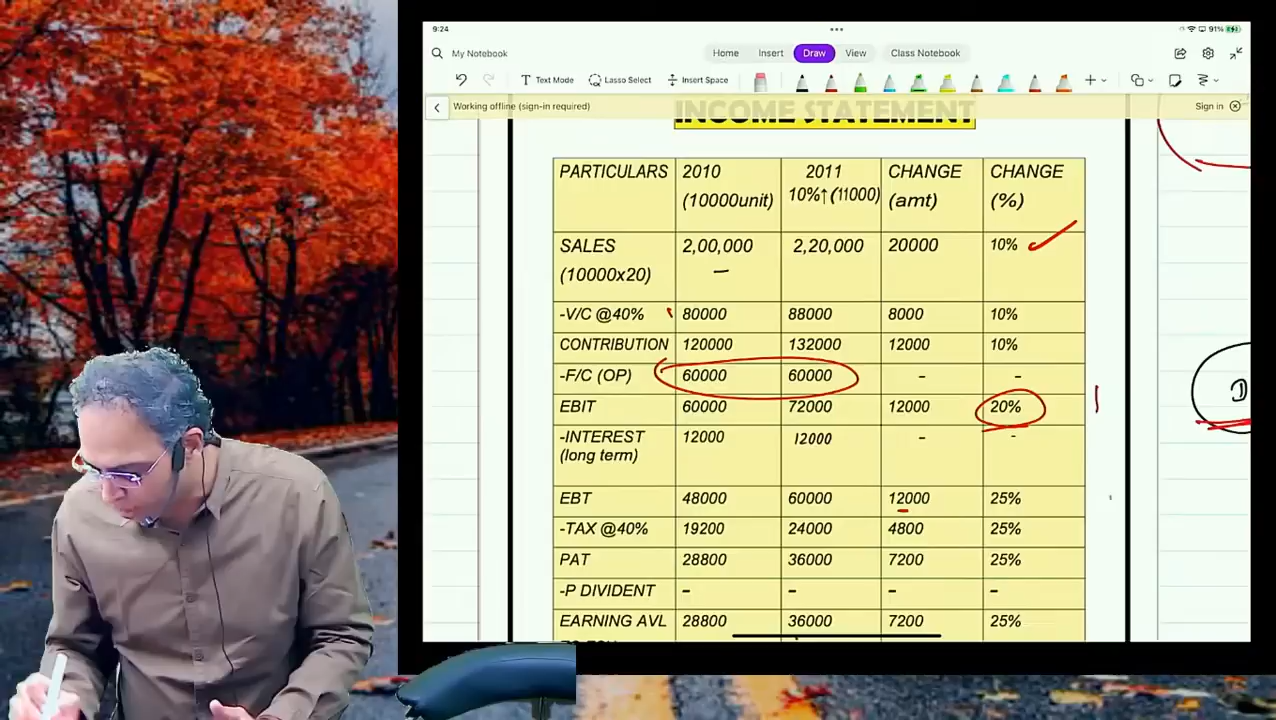 9:24
91%
My Notebook
Home Insert Draw View Class Notebook
Text Mode Lasso Select Insert Space
Working offline (sign-in required) Sign in
INCOME STATEMENT
PARTICULARS 2010 (10000unit) 2011 10%↑(11000) CHANGE (amt) CHANGE (%)
SALES (10000x20) 2,00,000 2,20,000 20000 10%
-V/C @40% 80000 88000 8000 10%
CONTRIBUTION 120000 132000 12000 10%
-F/C (OP) 60000 60000 - -
EBIT 60000 72000 12000 20%
-INTEREST (long term) 12000 12000 - -
EBT 48000 60000 12000 25%
-TAX @40% 19200 24000 4800 25%
PAT 28800 36000 7200 25%
-P DIVIDENT - - - -
EARNING AVL 28800 36000 7200 25%
D